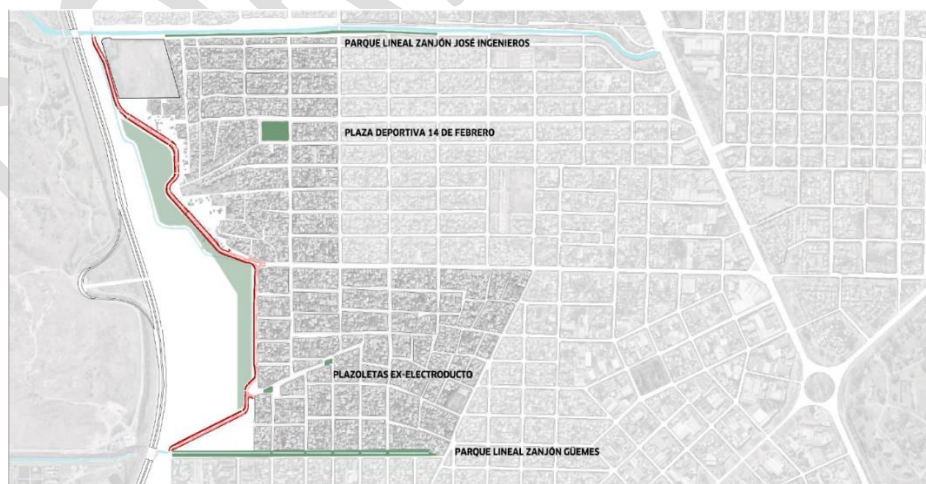 PARQUE LINEAL ZANJÓN JOSÉ INGENIEROS
PLAZA DEPORTIVA 14 DE FEBRERO
PLAZOLETAS EX-ELECTRODUCTO
PARQUE LINEAL ZANJÓN GÜEMES